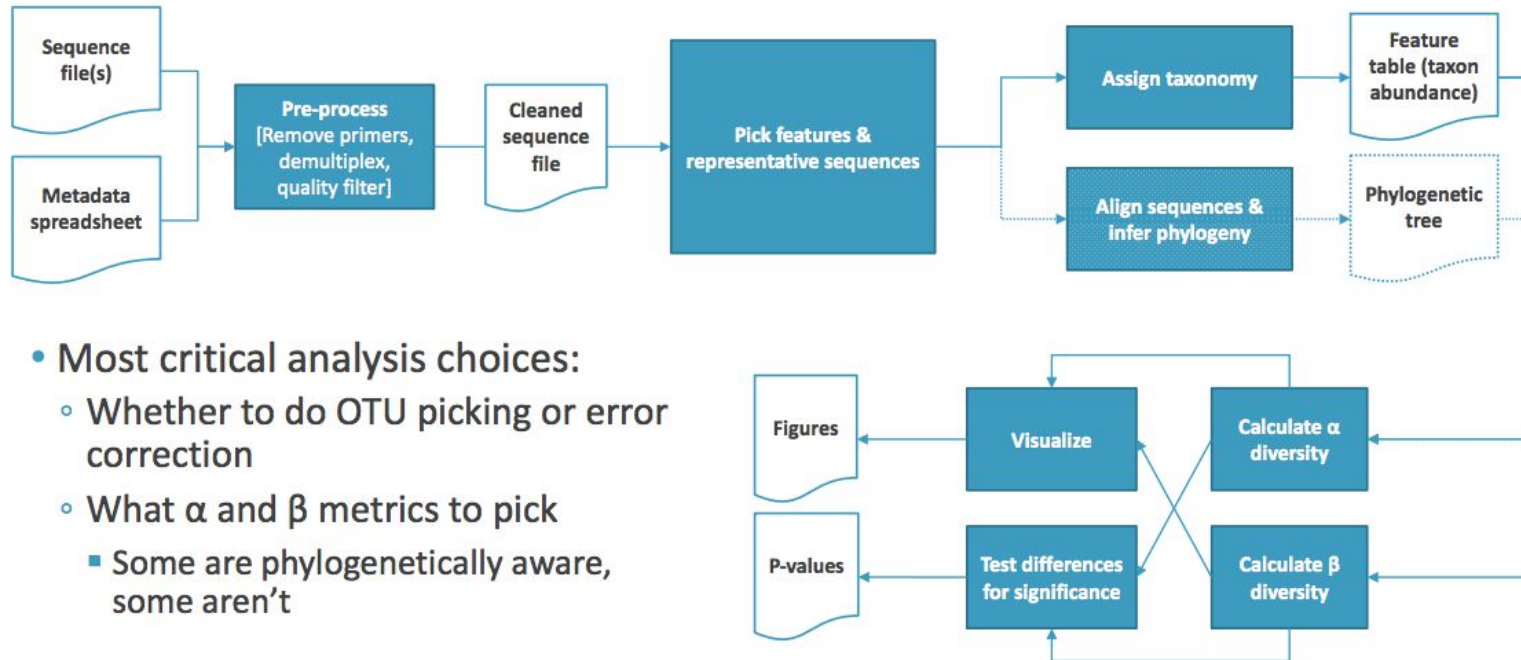 Sequence
file(s)
Metadata
spreadsheet
Pre-process
[Remove primers,
demultiplex,
quality filter]
Cleaned
sequence
file
Pick features &
representative sequences
Assign taxonomy
Feature
table (taxon
abundance)
Align sequences &
infer phylogeny
Phylogenetic
tree
• Most critical analysis choices:
◦ Whether to do OTU picking or error
correction
◦ What α and β metrics to pick
▪ Some are phylogenetically aware,
some aren’t
Figures
Visualize
Calculate α
diversity
P-values
Test differences
for significance
Calculate β
diversity